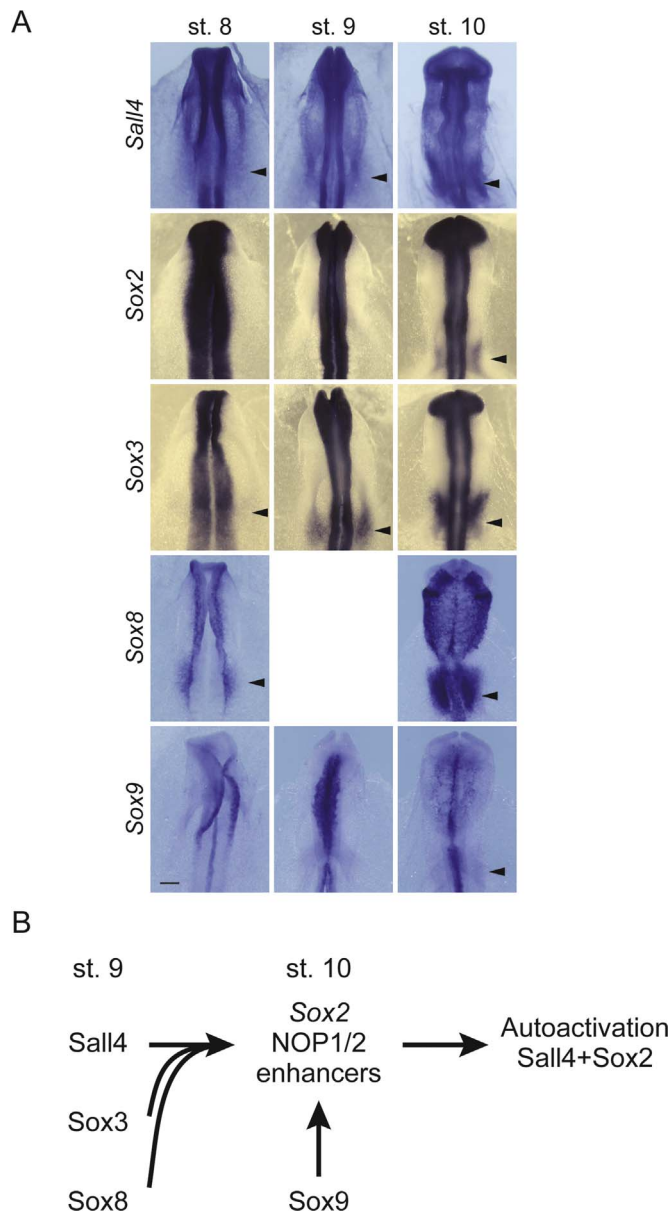 A
st. 8 st. 9 st. 10
Sall4
Sox2
Sox3
Sox8
Sox9
B
st. 9 st. 10
Sall4
Sox2
NOP1/2
enhancers
Autoactivation
Sall4+Sox2
Sox3
Sox8
Sox9